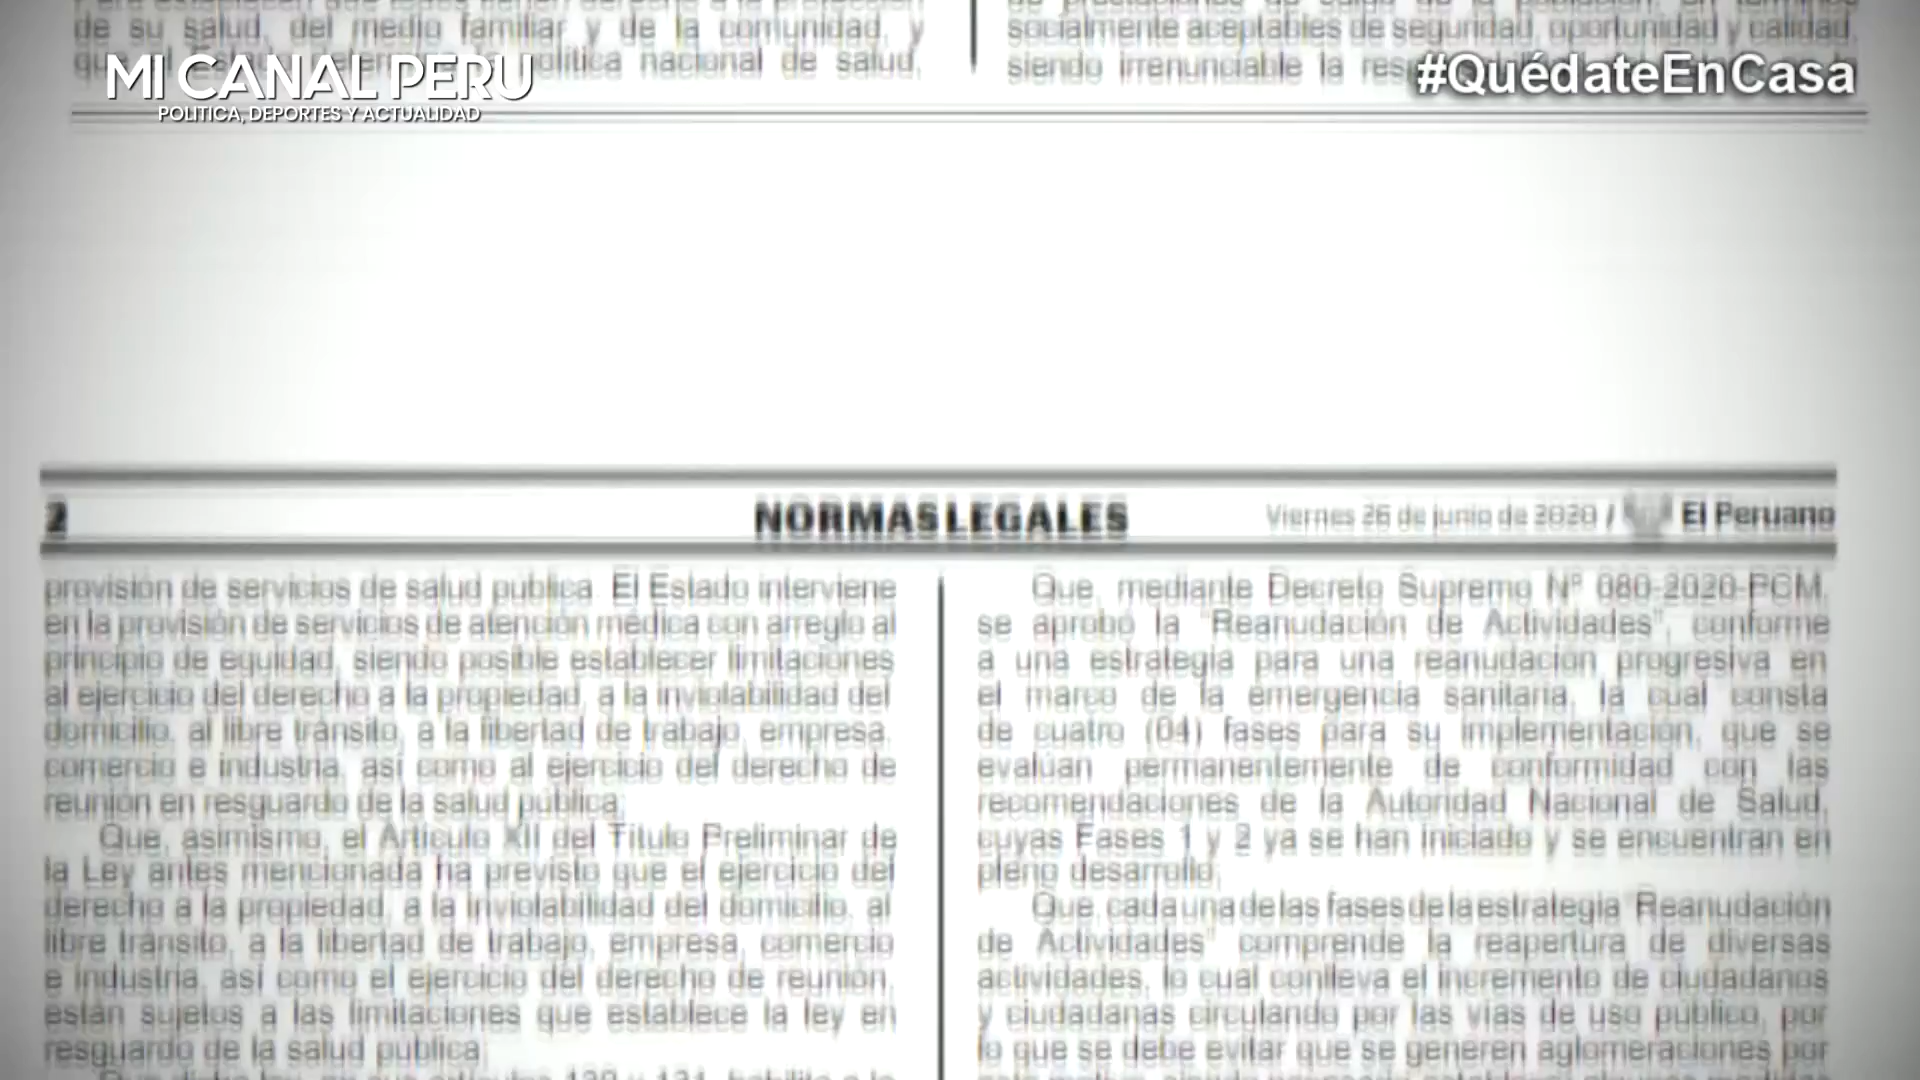 de su salud, del medio familiar y de la comunidad, y
política nacional de salud,
socialmente aceptables de seguridad, oportunidad y calidad,
siendo irrenunciable la
MI CANAL PERU
POLITICA, DEPORTES Y ACTUALIDAD
#QuédateEnCasa
2
NORMAS LEGALES
Viernes 26 de junio de 2020 /
El Peruano
provisión de servicios de salud pública. El Estado interviene
en la provisión de servicios de atención médica con arreglo al
principio de equidad, siendo posible establecer limitaciones
al ejercicio del derecho a la propiedad, a la inviolabilidad del
domicilio, al libre tránsito, a la libertad de trabajo, empresa,
comercio e industria, así como al ejercicio del derecho de
reunión en resguardo de la salud pública;
Que, asimismo, el Artículo XII del Título Preliminar de
la Ley antes mencionada ha previsto que el ejercicio del
derecho a la propiedad, a la inviolabilidad del domicilio, al
libre tránsito, a la libertad de trabajo, empresa, comercio
e industria, así como el ejercicio del derecho de reunión,
están sujetos a las limitaciones que establece la ley en
resguardo de la salud pública
Que, mediante Decreto Supremo Nº 080-2020-PCM,
se aprobó la "Reanudación de Actividades", conforme
a una estrategia para una reanudación progresiva en
el marco de la emergencia sanitaria, la cual consta
de cuatro (04) fases para su implementación, que se
evalúan permanentemente de conformidad con las
recomendaciones de la Autoridad Nacional de Salud,
cuyas Fases 1 y 2 ya se han iniciado y se encuentran en
pleno desarrollo;
Que, cada una de las fases de la estrategia "Reanudación
de Actividades" comprende la reapertura de diversas
actividades, lo cual conlleva el incremento de ciudadanos
y ciudadanas circulando por las vías de uso público, por
lo que se debe evitar que se generen aglomeraciones por